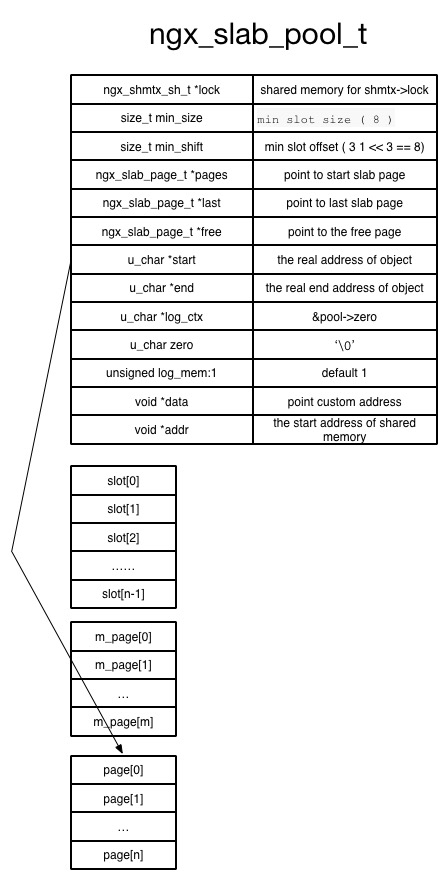 ngx_slab_pool_t
ngx_shmtx_sh_t *lock shared memory for shmtx->lock
size_t min_size min slot size ( 8 )
size_t min_shift min slot offset ( 3 1 << 3 == 8)
ngx_slab_page_t *pages point to start slab page
ngx_slab_page_t *last point to last slab page
ngx_slab_page_t *free point to the free page
u_char *start the real address of object
u_char *end the real end address of object
u_char *log_ctx &pool->zero
u_char zero ‘\0’
unsigned log_mem:1 default 1
void *data point custom address
void *addr the start address of shared
memory
slot[0]
slot[1]
slot[2]
……
slot[n-1]
m_page[0]
m_page[1]
…
m_page[m]
page[0]
page[1]
…
page[n]